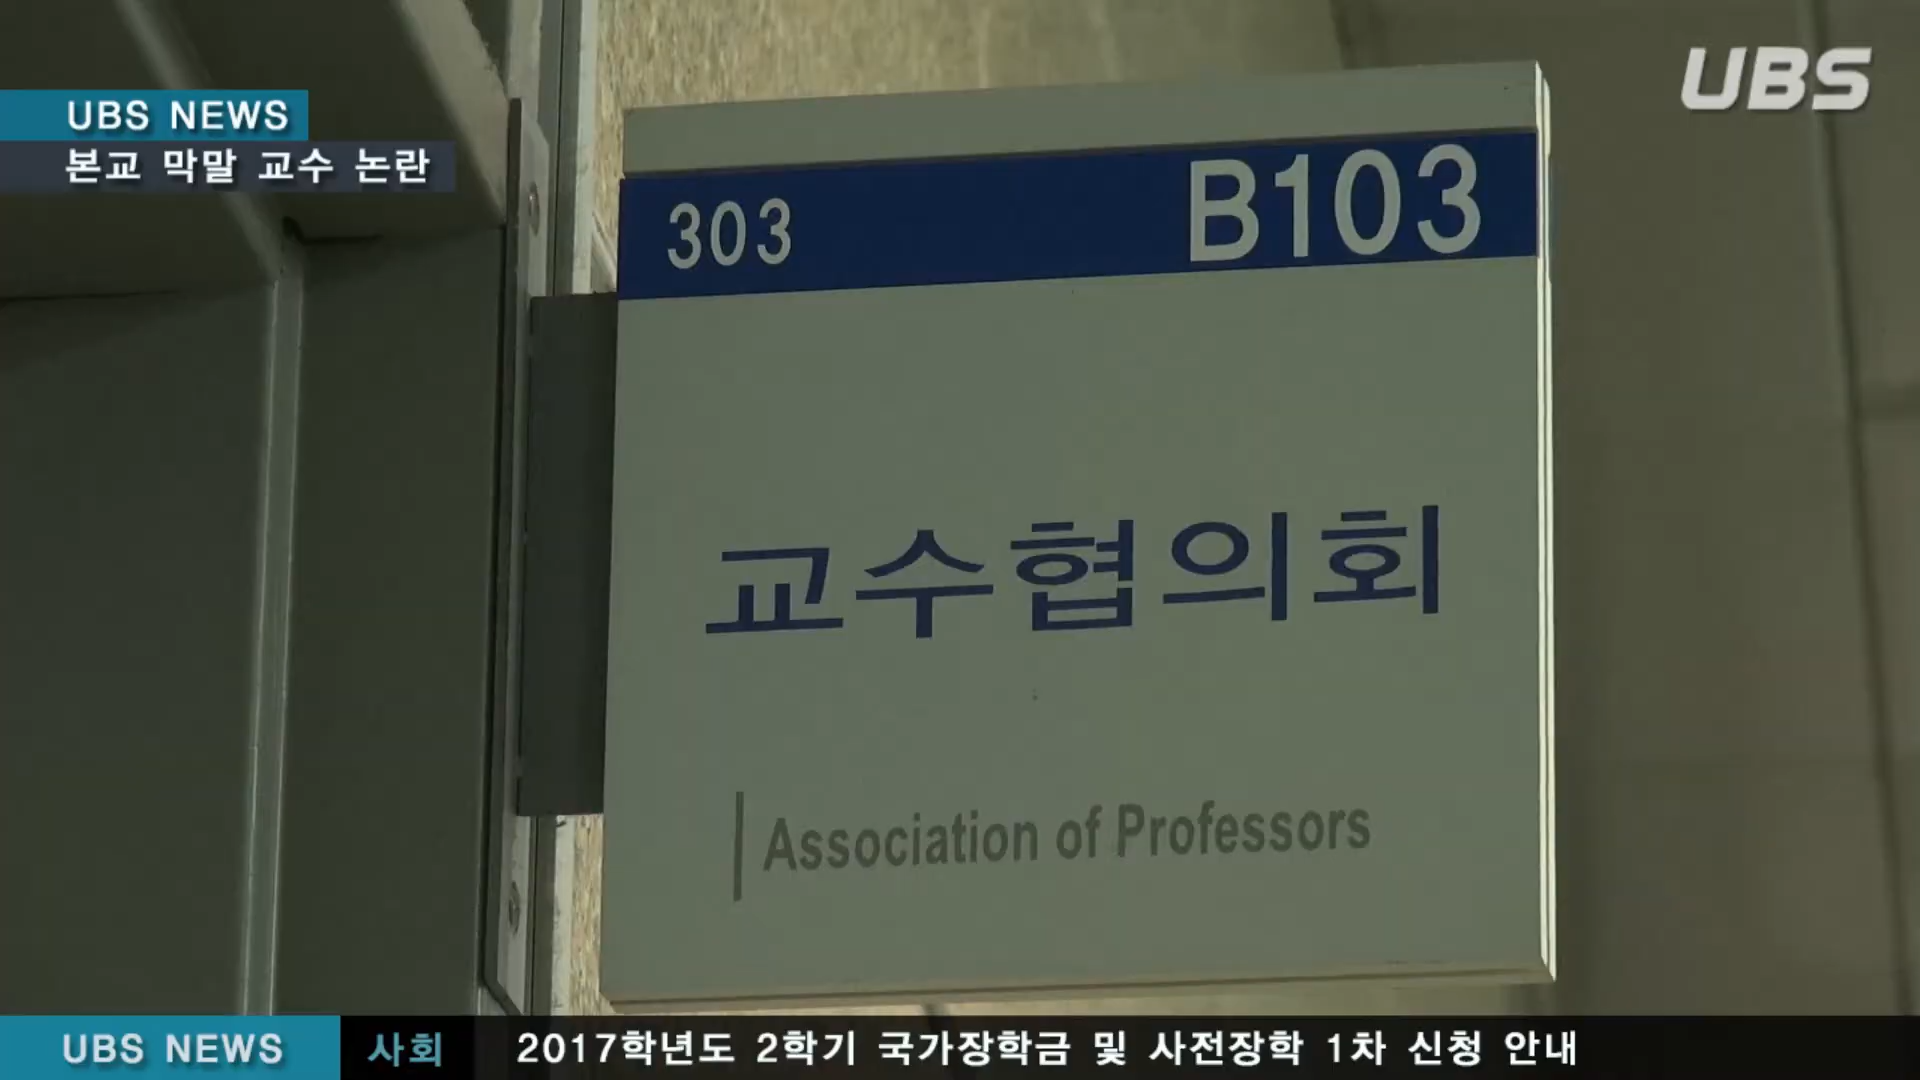 UBS
UBS NEWS
본교 막말 교수 논란
303 B103
교수협의회
Association of Professors
UBS NEWS 사회 2017학년도 2학기 국가장학금 및 사전장학 1차 신청 안내